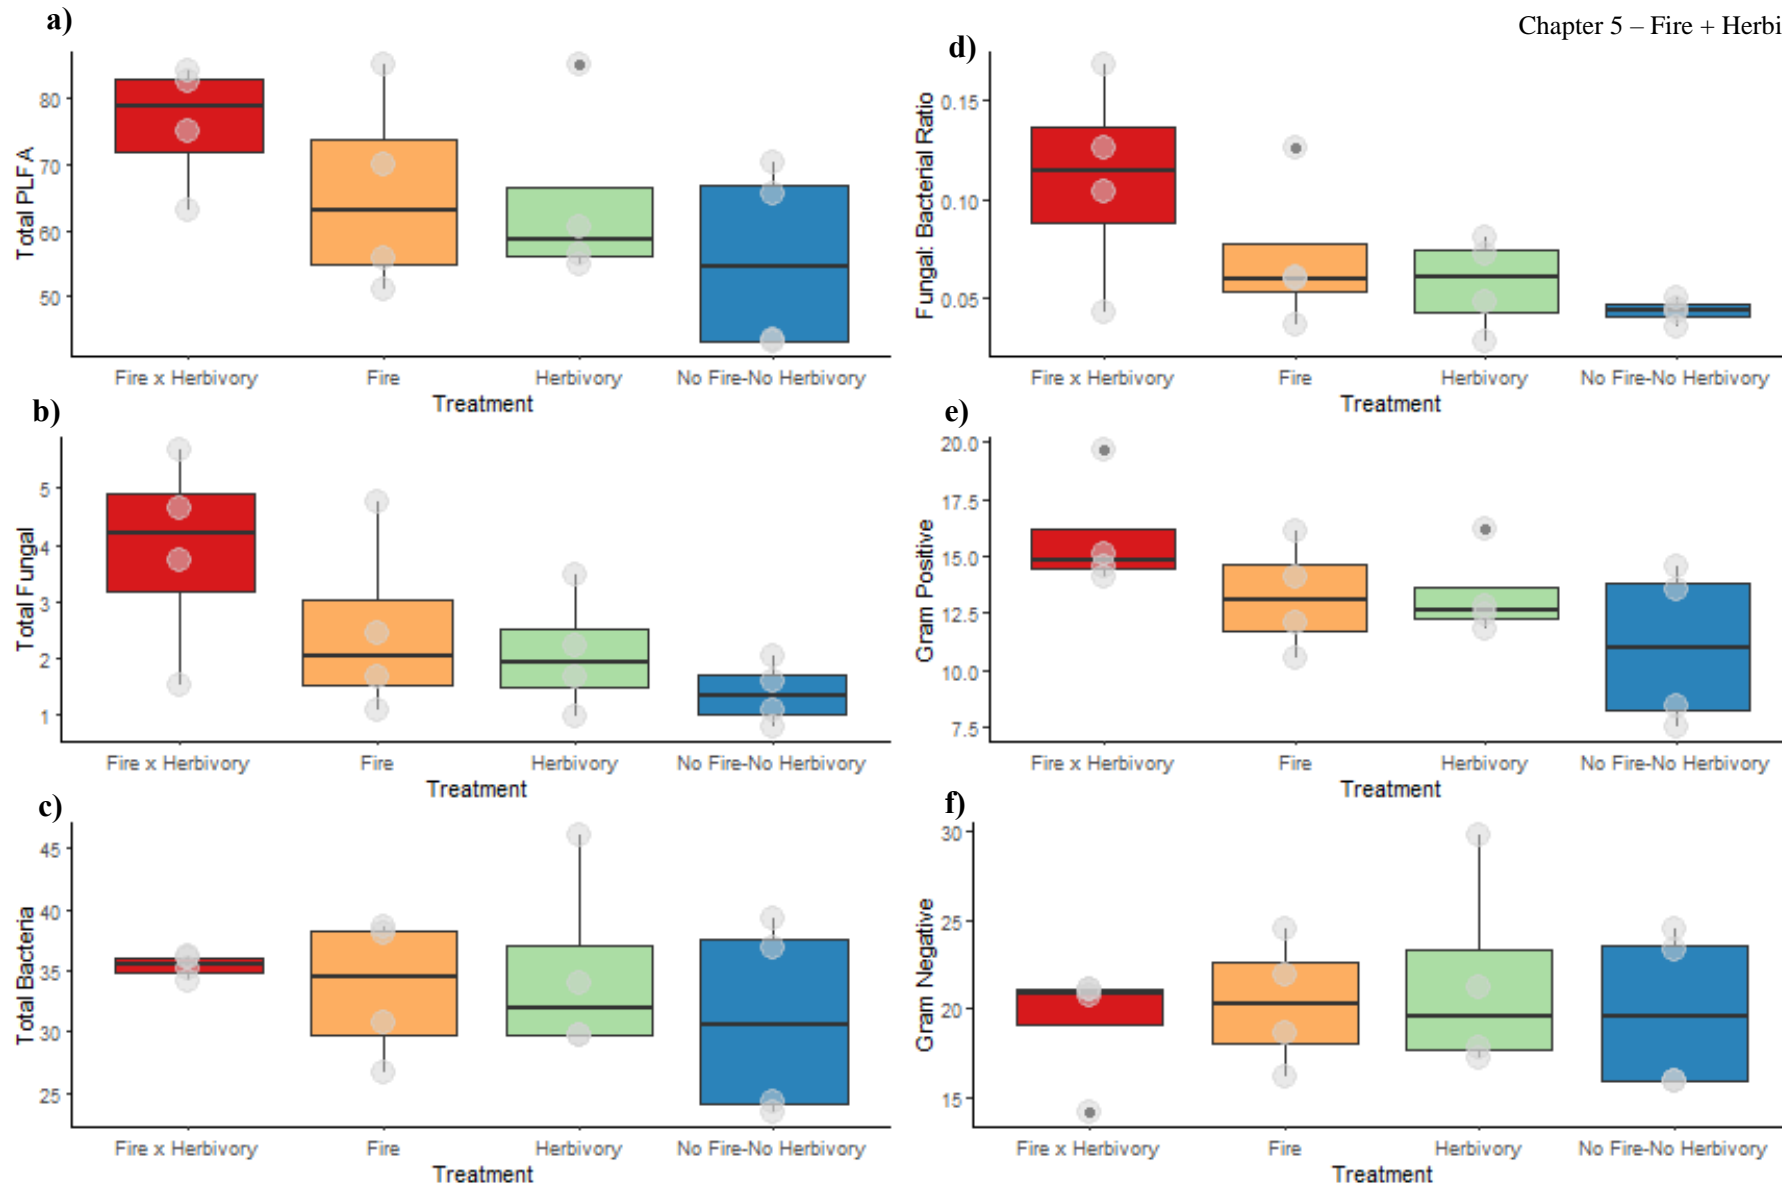 Chapter 5 – Fire + Herbi
a)
Total PLFA
80
70
60
50
Fire x Herbivory Fire Herbivory No Fire-No Herbivory
Treatment
b)
Total Fungal
5
4
3
2
1
Fire x Herbivory Fire Herbivory No Fire-No Herbivory
Treatment
c)
Total Bacteria
45
40
35
30
25
Fire x Herbivory Fire Herbivory No Fire-No Herbivory
Treatment
d)
Fungal: Bacterial Ratio
0.15
0.10
0.05
Fire x Herbivory Fire Herbivory No Fire-No Herbivory
Treatment
e)
Gram Positive
20.0
17.5
15.0
12.5
10.0
7.5
Fire x Herbivory Fire Herbivory No Fire-No Herbivory
Treatment
f)
Gram Negative
30
25
20
15
Fire x Herbivory Fire Herbivory No Fire-No Herbivory
Treatment